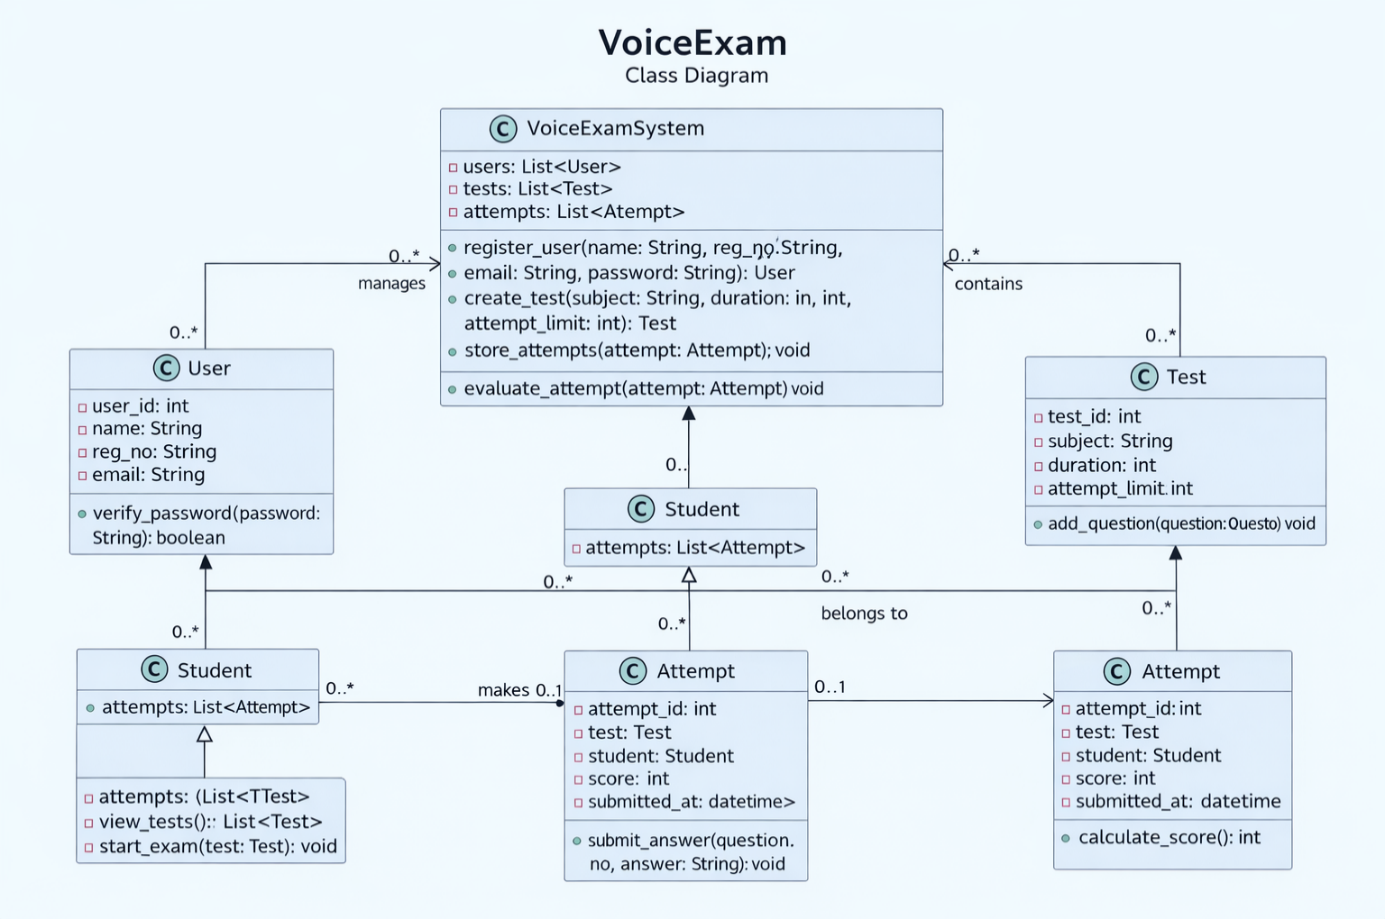 VoiceExam
Class Diagram
C VoiceExamSystem
users: List<User>
tests: List<Test>
attempts: List<Atempt>
register_user(name: String, reg_no: String,
email: String, password: String): User
create_test(subject: String, duration: in, int,
attempt_limit: int): Test
store_attempts(attempt: Attempt); void
evaluate_attempt(attempt: Attempt) void
0..*
manages
0..*
0..*
contains
0..*
C User
user_id: int
name: String
reg_no: String
email: String
verify_password(password:
String): boolean
C Test
test_id: int
subject: String
duration: int
attempt_limit. int
add_question(question: Questo) void
0..
C Student
attempts: List<Attempt>
0..*
0..*
belongs to
0..*
0..*
0..*
C Student
attempts: List<Attempt>
0..*
makes 0..1
attempts: (List<TTest>
view_tests():: List<Test>
start_exam(test: Test): void
C Attempt
attempt_id: int
test: Test
student: Student
score: int
submitted_at: datetime>
submit_answer(question.
no, answer: String): void
0..1
C Attempt
attempt_id: int
test: Test
student: Student
score: int
submitted_at: datetime
calculate_score(): int